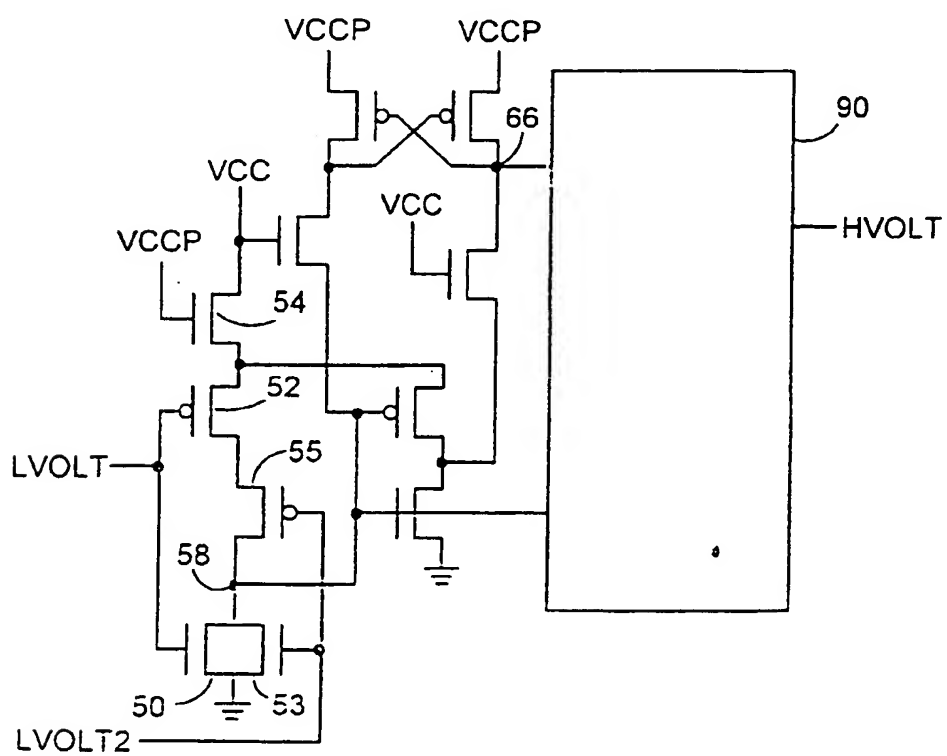 VCCP
VCCP
66
90
VCC
VCC
HVOLT
VCCP
54
52
55
LVOLT
58
50
53
LVOLT2